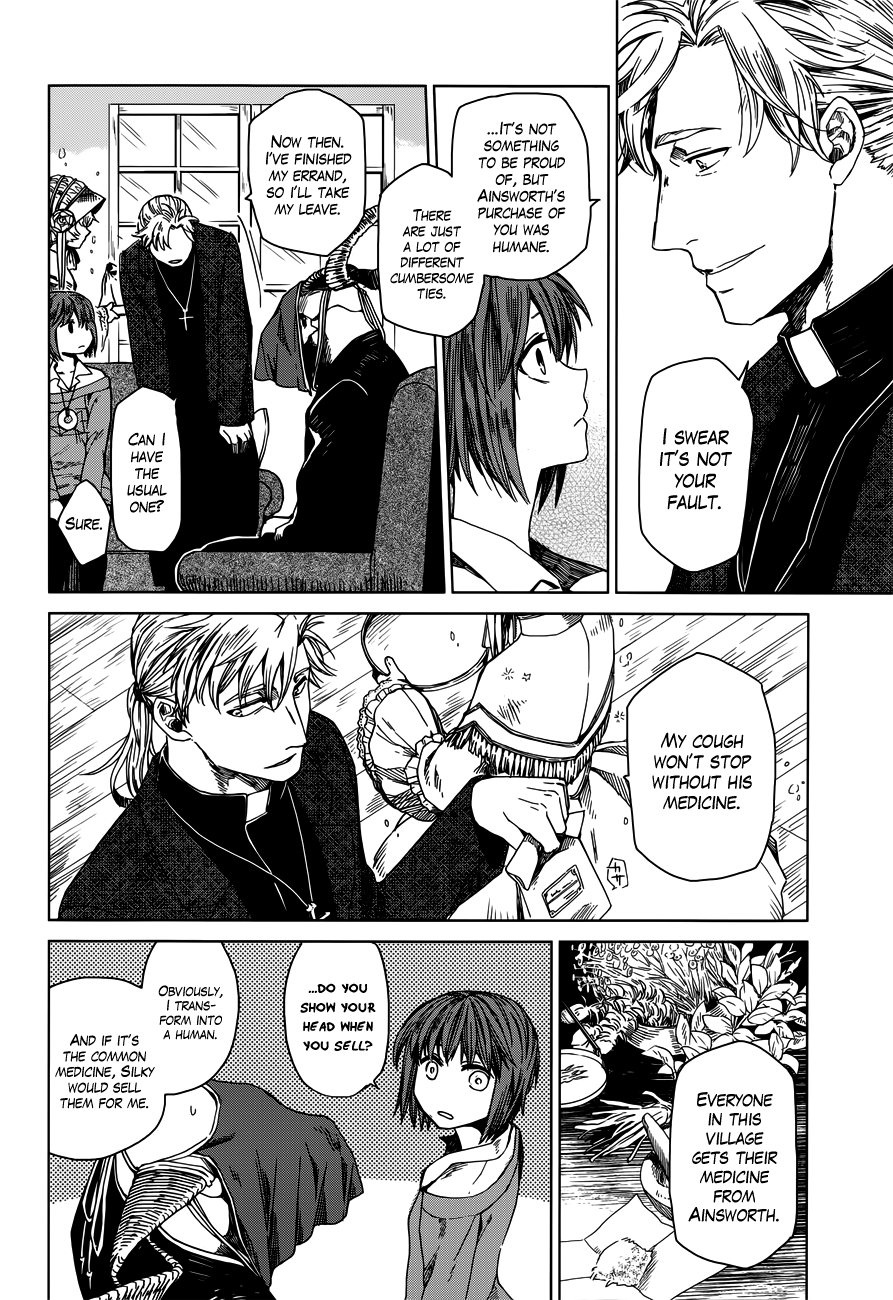 I SWEAR
IT'S NOT
YOUR
FAULT.
...IT'S NOT
SOMETHING
TO BE PROUD
OF, BUT
AINSWORTH'S
PURCHASE OF
YOU WAS
HUMANE.
THERE
ARE JUST
A LOT OF
DIFFERENT
CUMBERSOME
TIES.
NOW THEN.
I'VE FINISHED
MY ERRAND,
SO I'LL TAKE
MY LEAVE.
CAN I
HAVE
THE
USUAL
ONE?
SURE.
MY COUGH
WON'T STOP
WITHOUT HIS
MEDICINE.
EVERYONE
IN THIS
VILLAGE
GETS THEIR
MEDICINE
FROM
AINSWORTH.
...DO YOU
SHOW YOUR
HEAD WHEN
YOU SELL?
OBVIOUSLY,
I TRANS-
FORM INTO
A HUMAN.
AND IF IT'S
THE COMMON
MEDICINE, SILKY
WOULD SELL
THEM FOR ME.